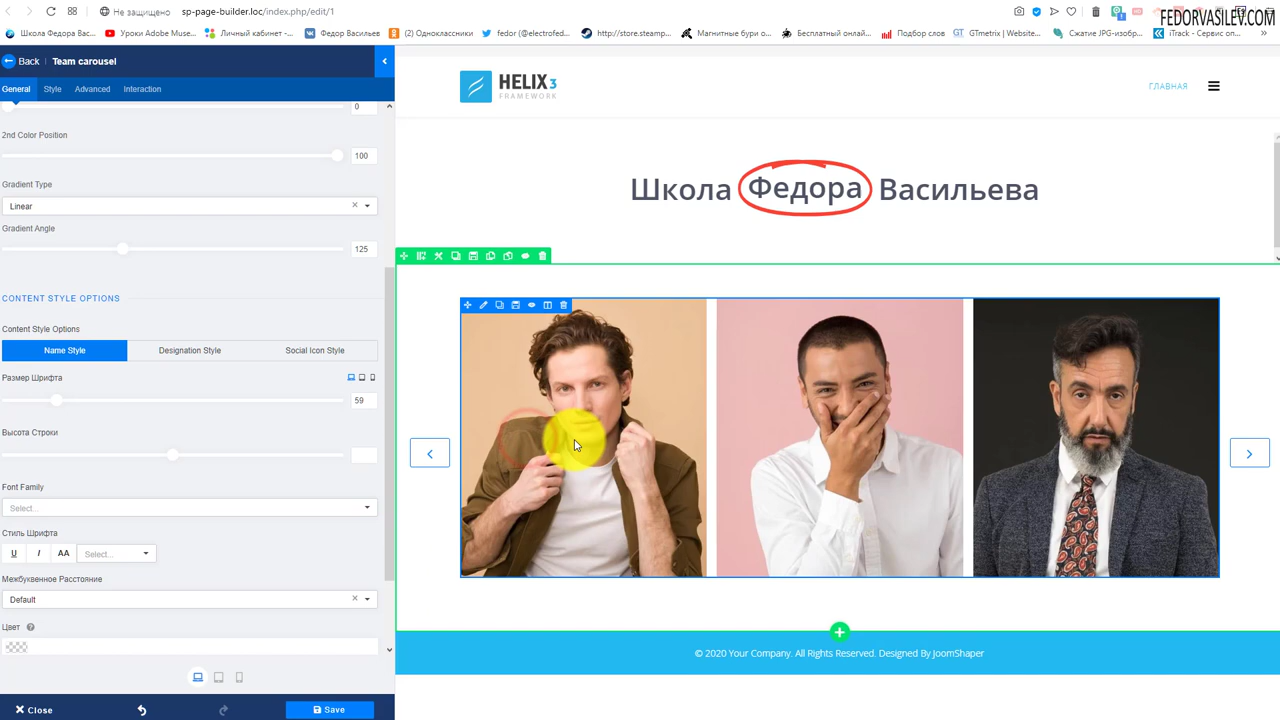 Не защищено
sp-page-builder.loc/index.php/edit/1
FEDORVASILEV.COM
Школа Федора Вас...
Уроки Adobe Muse...
Личный кабинет -...
Федор Васильев
(2) Одноклассники
fedor (@electrofed...
http://store.steamp...
Магнитные бури о...
Бесплатный онлай...
Подбор слов
GTmetrix | Website...
Сжатие JPG-изобр...
iTrack - Сервис оп...
Back
Team carousel
General
Style
Advanced
Interaction
0
2nd Color Position
100
Gradient Type
Linear
Gradient Angle
125
CONTENT STYLE OPTIONS
Content Style Options
Name Style
Designation Style
Social Icon Style
Размер Шрифта
59
Высота Строки
Font Family
Select...
Стиль Шрифта
U
I
AA
Select...
Межбуквенное Расстояние
Default
Цвет
Close
Save
HELIX3
FRAMEWORK
ГЛАВНАЯ
Школа Федора Васильева
© 2020 Your Company. All Rights Reserved. Designed By JoomShaper